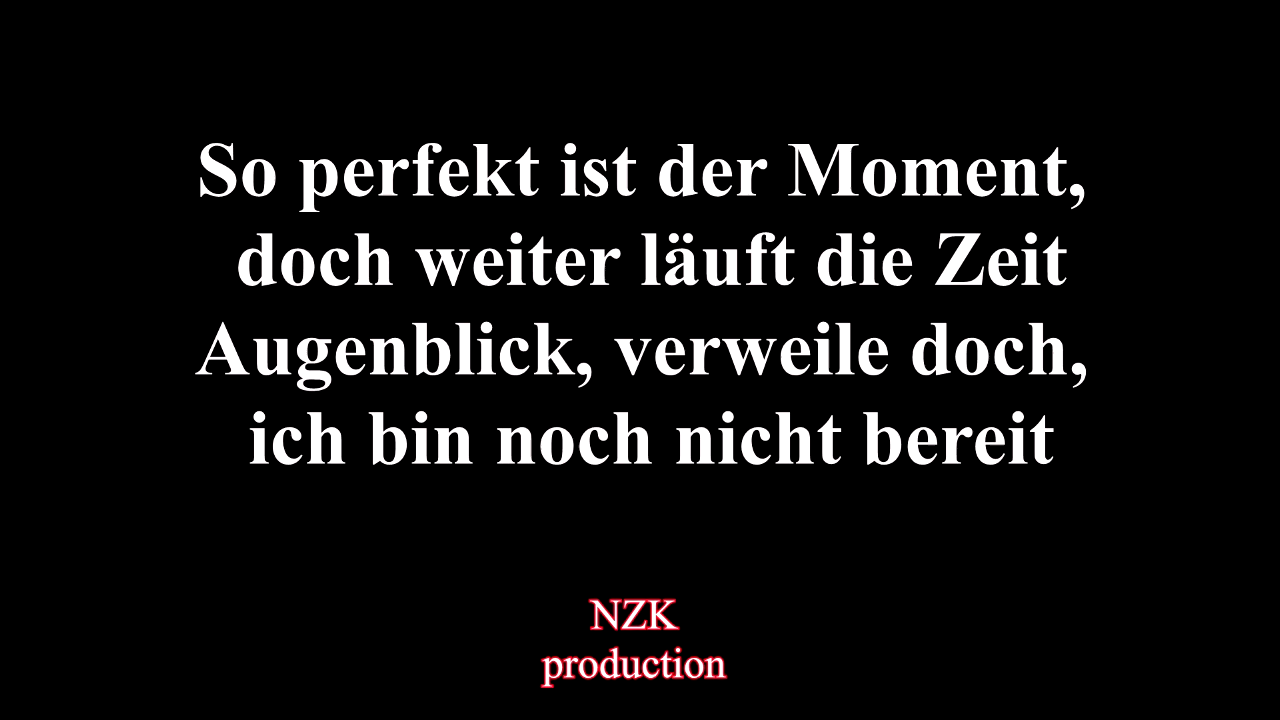 So perfekt ist der Moment,
doch weiter läuft die Zeit
Augenblick, verweile doch,
ich bin noch nicht bereit
NZK
production